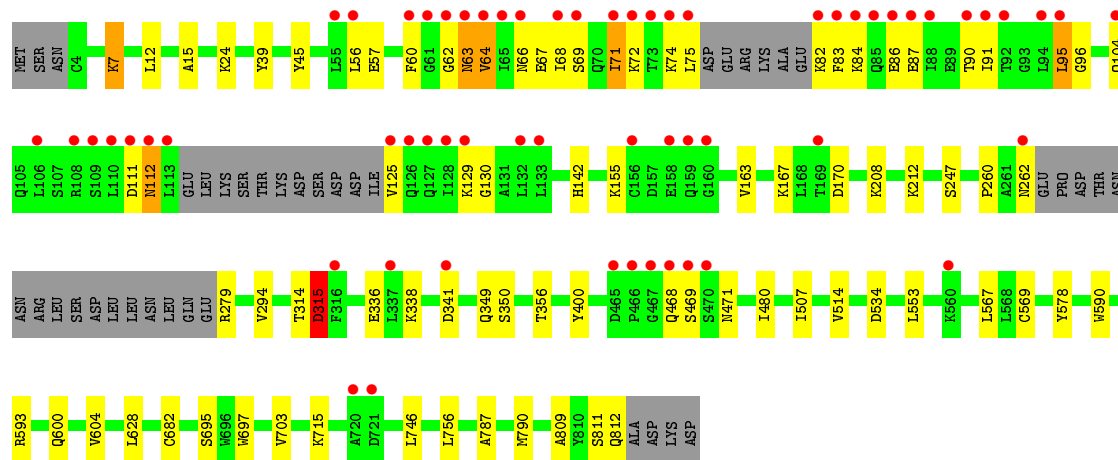 MET SER ASN C4 K7 L12 A15 K24 Y39 Y45 L55 L56 E57 F60 G61 G62 N63 V64 I65 N66 E67 I68 S69 Q70 I71 K72 T73 K74 L75 ASP GLU ARG LYS ALA GLU K82 F83 K84 Q85 E86 E87 I88 E89 T90 I91 T92 G93 L94 L95 G96 Q104
Q105 L106 S107 R108 S109 L110 D111 N112 L113 GLU LEU LYS SER THR LYS ASP SER ASP ASP ILE V125 Q126 Q127 I128 K129 G130 A131 L132 L133 H142 K155 C156 D157 E158 Q159 G160 V163 K167 L168 T169 D170 K208 K212 S247 P260 A261 N262 GLU PRO ASP THR ASN
ASN ARG LEU SER ASP LEU LEU ASN LEU GLN GLU R279 V294 T314 D315 F316 E336 L337 K338 D341 Q349 S350 T356 Y400 D465 P466 G467 Q468 S469 S470 N471 I480 I507 V514 D534 L553 K560 L567 L568 C569 Y578 W590
R593 Q600 V604 L628 C682 S695 W696 W697 V703 K715 A720 D721 L746 L756 A787 M790 A809 Y810 S811 Q812 ALA ASP LYS ASP